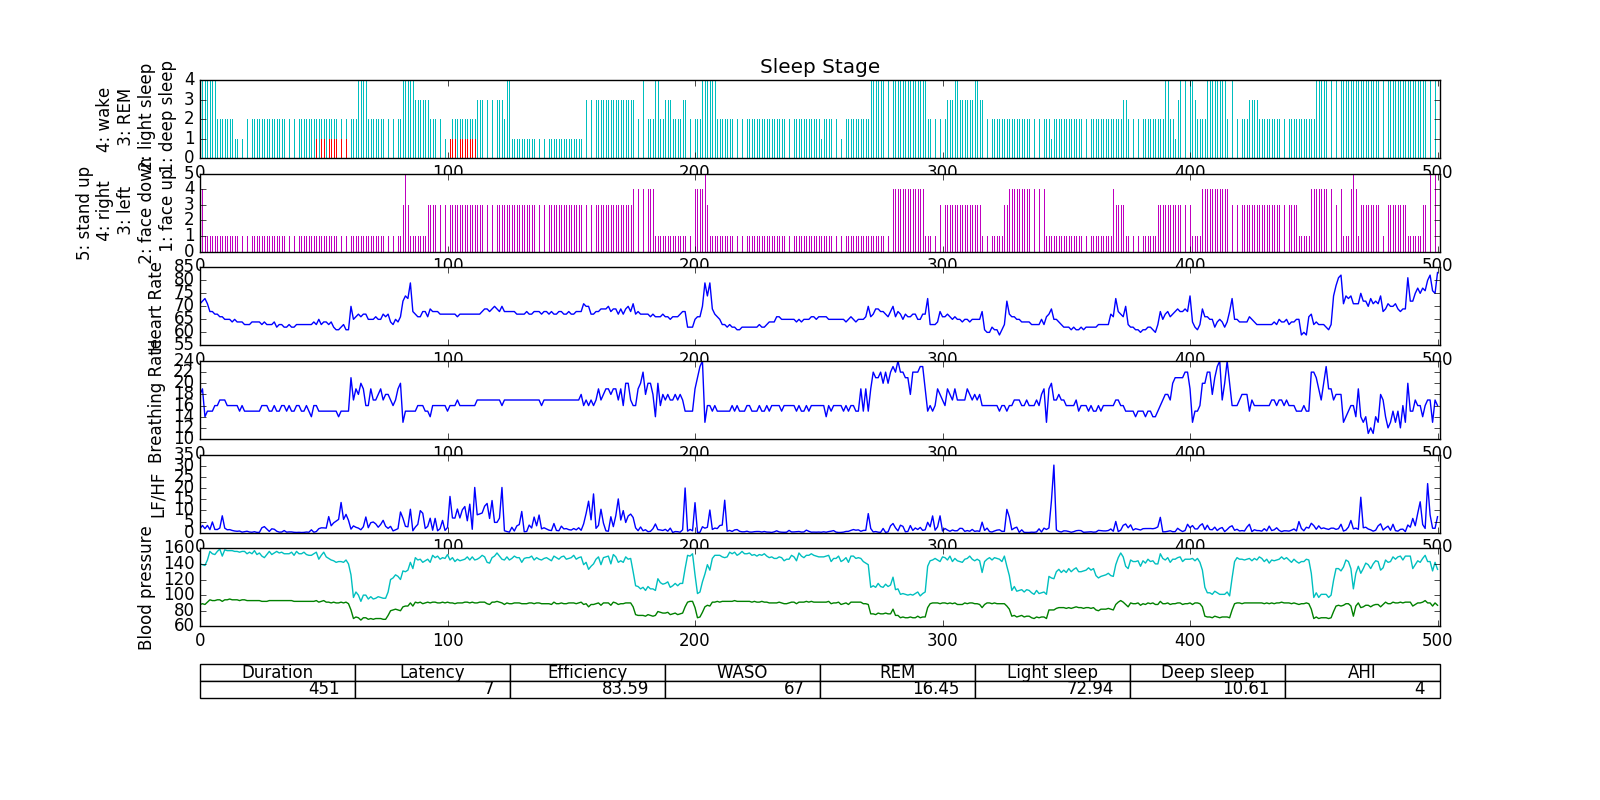 Sleep Stage
4: wake
3: REM
2: light sleep
1: deep sleep
4
3
2
1
0
100 200 300 400 500
5: stand up
4: right
3: left
2: face down
1: face up
5
4
3
2
1
0
0 100 200 300 400 500
Heart Rate
85
80
75
70
65
60
55
0 100 200 300 400 500
Breathing Rate
24
22
20
18
16
14
12
10
0 100 200 300 400 500
LF/HF
35
30
25
20
15
10
5
0
0 100 200 300 400 500
Blood pressure
160
140
120
100
80
60
0 100 200 300 400 500
Duration Latency Efficiency WASO REM Light sleep Deep sleep AHI
451 7 83.59 67 16.45 72.94 10.61 4